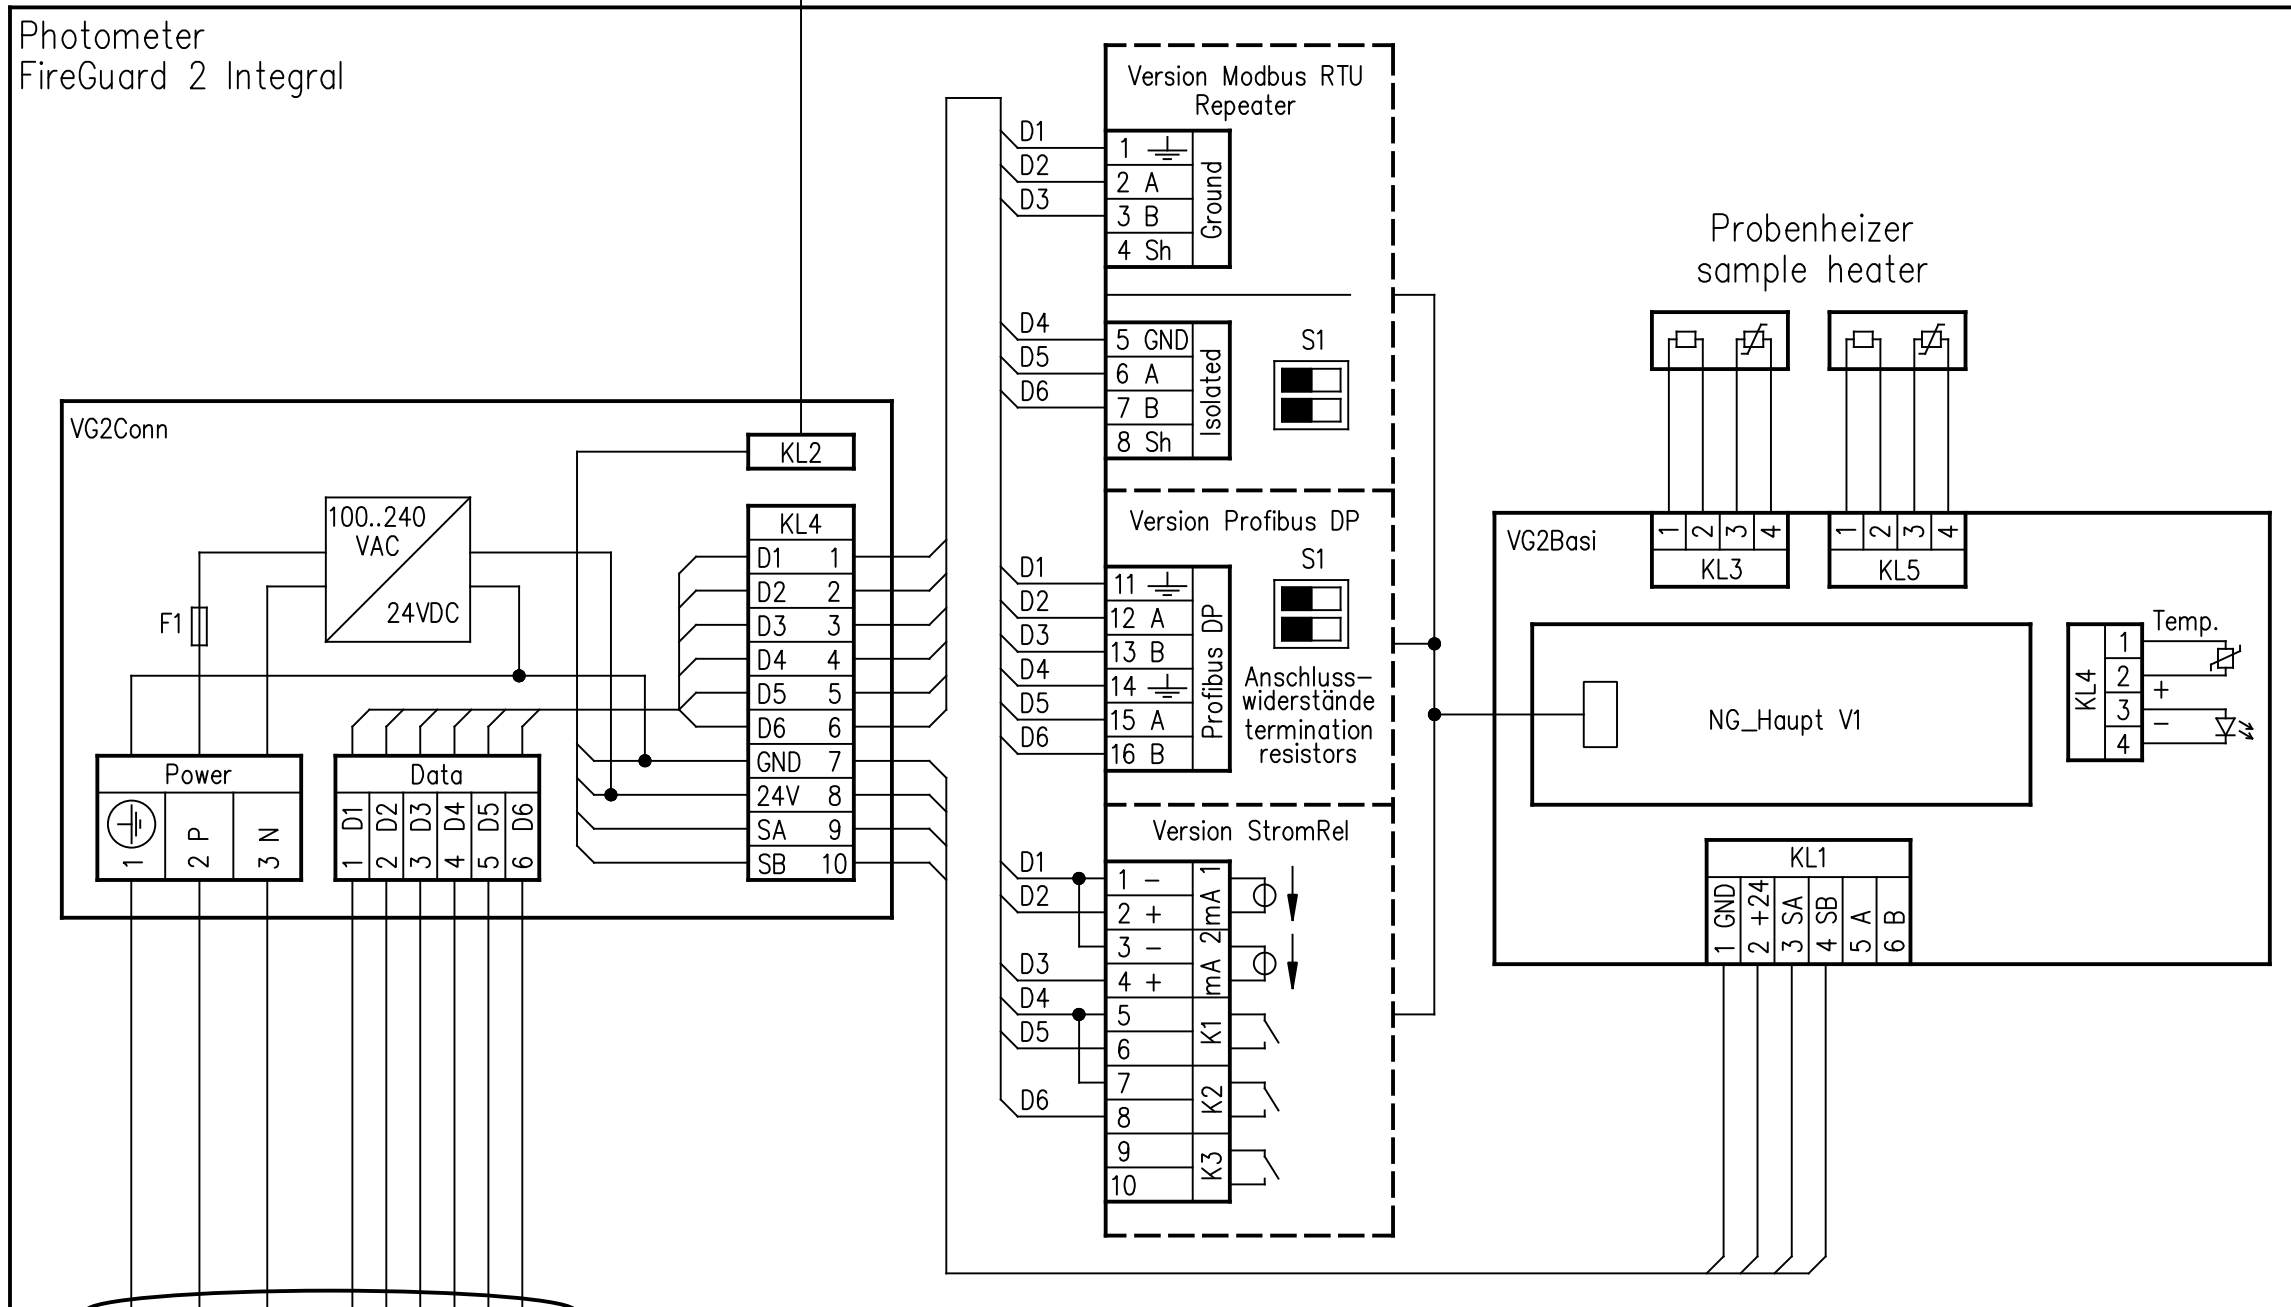 Photometer
FireGuard 2 Integral
VG2Conn
KL2
100..240
VAC
24VDC
F1
KL4
D1 1
D2 2
D3 3
D4 4
D5 5
D6 6
GND 7
24V 8
SA 9
SB 10
Power
1
2 P
3 N
Data
1 D1
2 D2
3 D3
4 D4
5 D5
6 D6
Version Modbus RTU
Repeater
D1
D2
D3
1
2 A
3 B
4 Sh
Ground
D4
D5
D6
5 GND
6 A
7 B
8 Sh
Isolated
S1
Version Profibus DP
S1
D1
D2
D3
D4
D5
D6
11
12 A
13 B
14
15 A
16 B
Profibus DP
Anschluss-
widerstände
termination
resistors
Version StromRel
D1
D2
D3
D4
D5
D6
1 -
2 +
3 -
4 +
5
6
7
8
9
10
mA 1
mA 2
K1
K2
K3
Probenheizer
sample heater
VG2Basi
1 2 3 4
KL3
1 2 3 4
KL5
NG_Haupt V1
KL4
1
2
3
4
Temp.
+
-
KL1
1 GND
2 +24
3 SA
4 SB
5 A
6 B